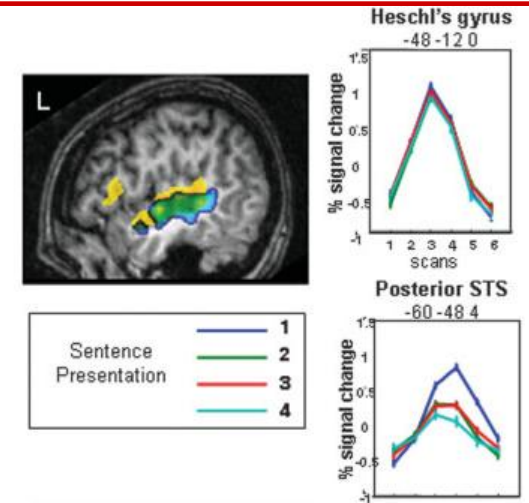 Heschl's gyrus
-48 -12 0
L
% signal change
1.5
1
0.5
0
-0.5
-1
1 2 3 4 5 6
scans
Sentence
Presentation
1
2
3
4
Posterior STS
-60 -48 4
% signal change
1.5
1
0.5
0
-0.5
-1